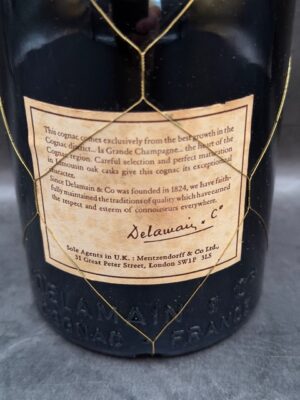 This cognac comes exclusively from the best growth in the
Cognac district... la Grande Champagne... the heart of the
Cognac region. Careful selection and perfect maturation
in Limousin oak casks give this cognac its exceptional
character.
Since Delamain & Co was founded in 1824, we have faith-
fully maintained the traditions of quality which have earned
the respect and esteem of connoisseurs everywhere.
Delamain & Co
Sole Agents in U.K. : Mentzendorff & Co Ltd.,
31 Great Peter Street, London SW1P 3LS
DELAMAIN & Co
COGNAC FRANCE